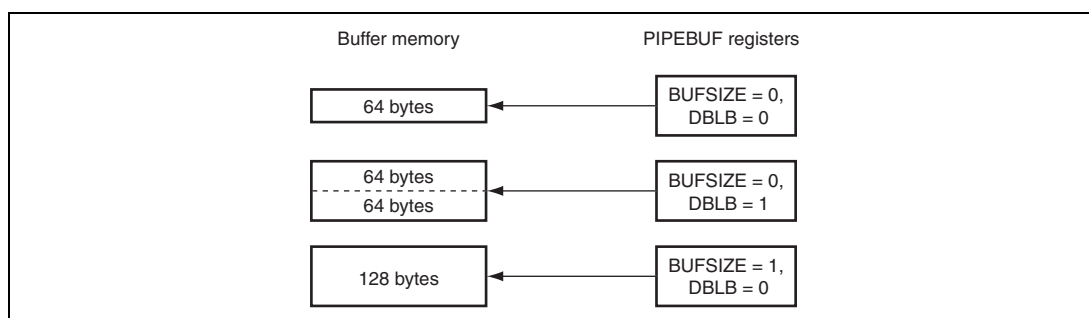 Buffer memory PIPEBUF registers
64 bytes
BUFSIZE = 0,
DBLB = 0
64 bytes
64 bytes
BUFSIZE = 0,
DBLB = 1
128 bytes
BUFSIZE = 1,
DBLB = 0